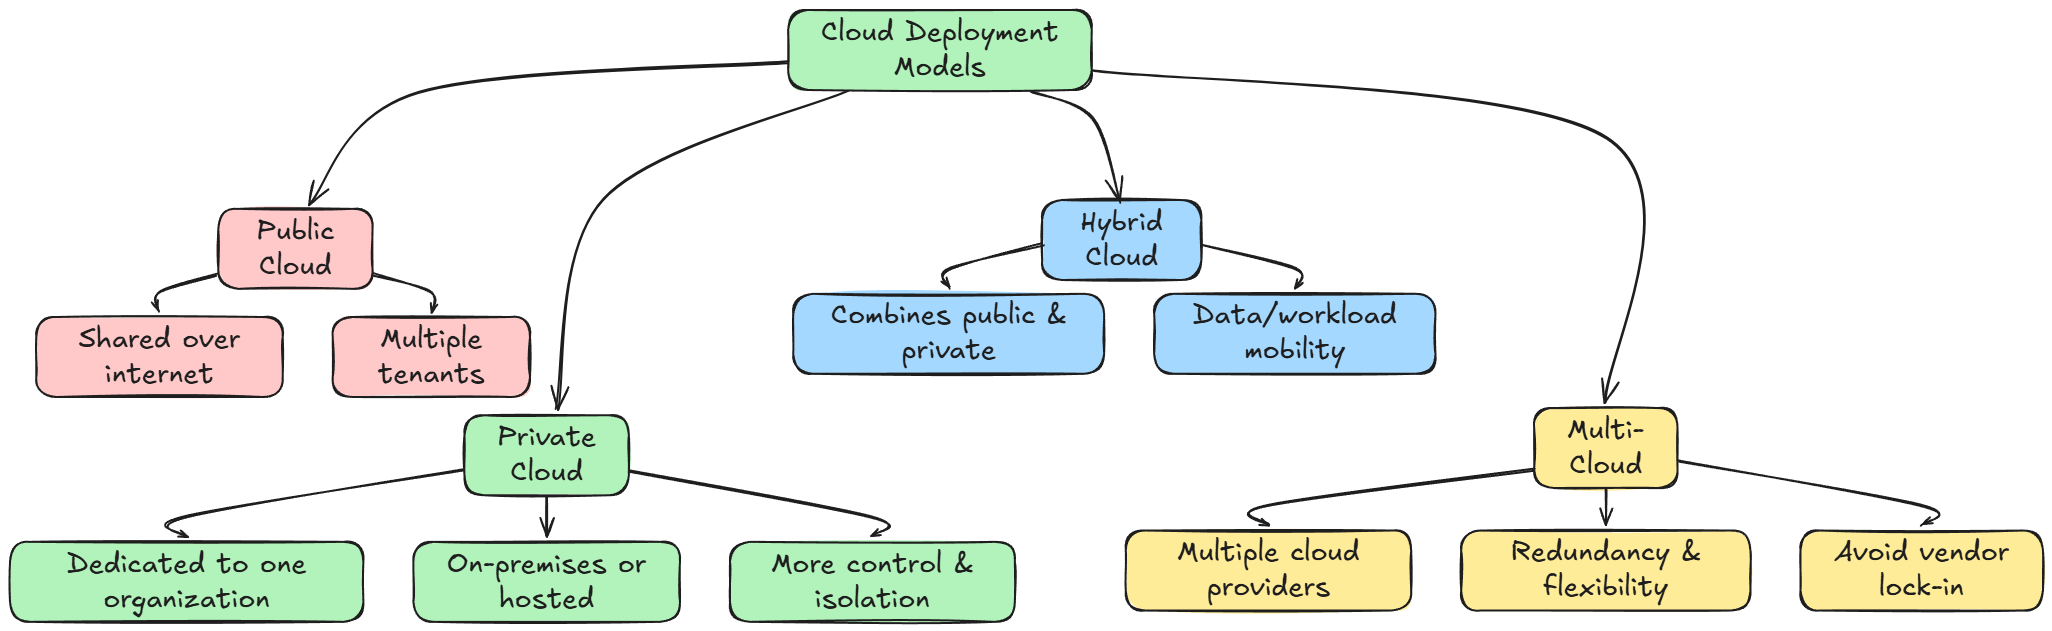 Cloud Deployment
Models
Public
Cloud
Shared over
internet
Multiple
tenants
Private
Cloud
Dedicated to one
organization
On-premises or
hosted
More control &
isolation
Hybrid
Cloud
Combines public &
private
Data/workload
mobility
Multi-
Cloud
Multiple cloud
providers
Redundancy &
flexibility
Avoid vendor
lock-in